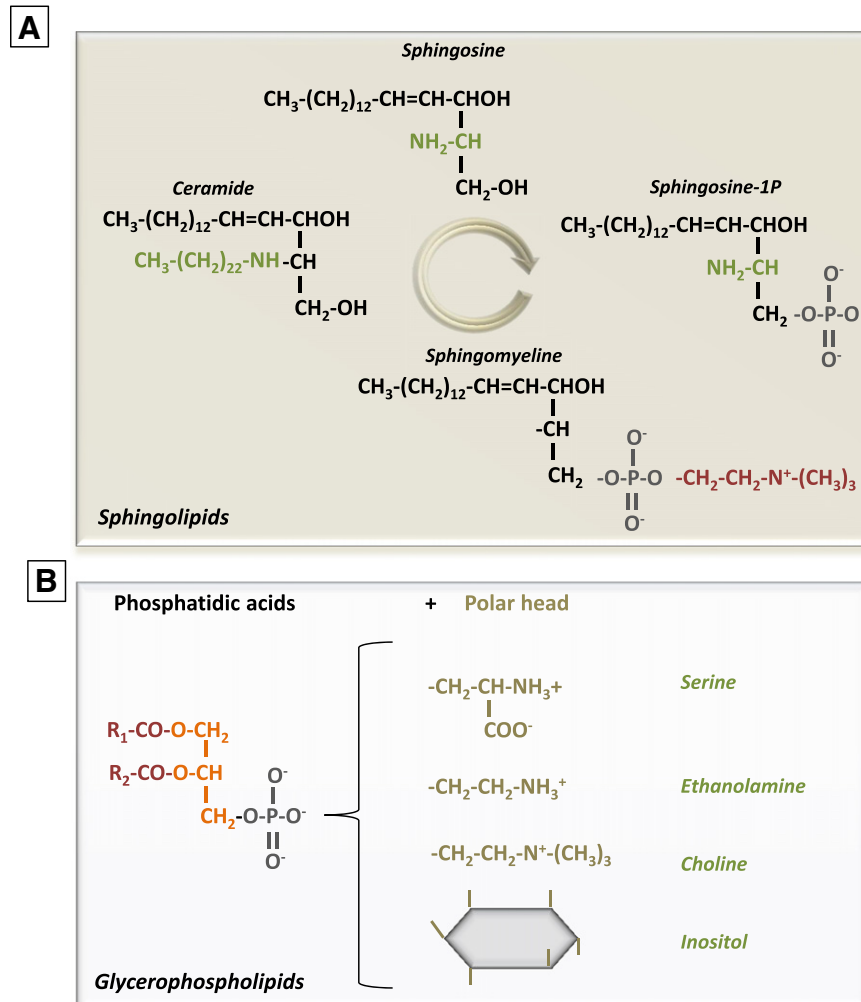 A
Sphingosine
CH₃-(CH₂)₁₂-CH=CH-CHOH
NH₂-CH
CH₂-OH
Ceramide
CH₃-(CH₂)₁₂-CH=CH-CHOH
CH₃-(CH₂)₂₂-NH-CH
CH₂-OH
Sphingosine-1P
CH₃-(CH₂)₁₂-CH=CH-CHOH
NH₂-CH
O⁻
CH₂ -O-P-O
O⁻
Sphingomyeline
CH₃-(CH₂)₁₂-CH=CH-CHOH
-CH
O⁻
CH₂ -O-P-O -CH₂-CH₂-N⁺-(CH₃)₃
O⁻
Sphingolipids
B
Phosphatidic acids + Polar head
R₁-CO-O-CH₂
R₂-CO-O-CH
O⁻
CH₂-O-P-O⁻
O⁻
-CH₂-CH-NH₃+ Serine
COO⁻
-CH₂-CH₂-NH₃⁺ Ethanolamine
-CH₂-CH₂-N⁺-(CH₃)₃ Choline
Inositol
Glycerophospholipids